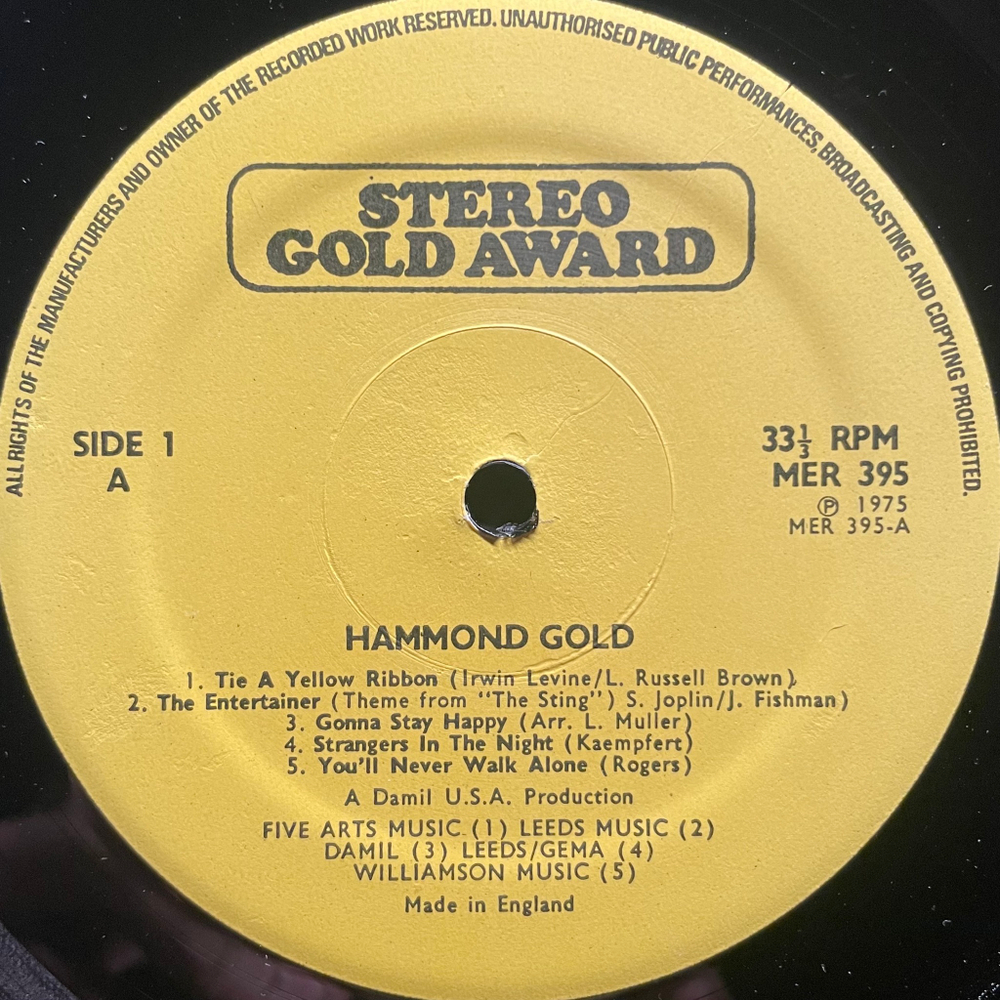 ALL RIGHTS OF THE MANUFACTURERS AND OWNER OF THE RECORDED WORK RESERVED. UNAUTHORISED PUBLIC PERFORMANCES, BROADCASTING AND COPYING PROHIBITED.
STEREO
GOLD AWARD
SIDE 1
A
33⅓ RPM
MER 395
℗ 1975
MER 395-A
HAMMOND GOLD
1. Tie A Yellow Ribbon (Irwin Levine/L. Russell Brown)
2. The Entertainer (Theme from "The Sting") S. Joplin/J. Fishman)
3. Gonna Stay Happy (Arr. L. Muller)
4. Strangers In The Night (Kaempfert)
5. You'll Never Walk Alone (Rogers)
A Damil U.S.A. Production
FIVE ARTS MUSIC (1) LEEDS MUSIC (2)
DAMIL (3) LEEDS/GEMA (4)
WILLIAMSON MUSIC (5)
Made in England